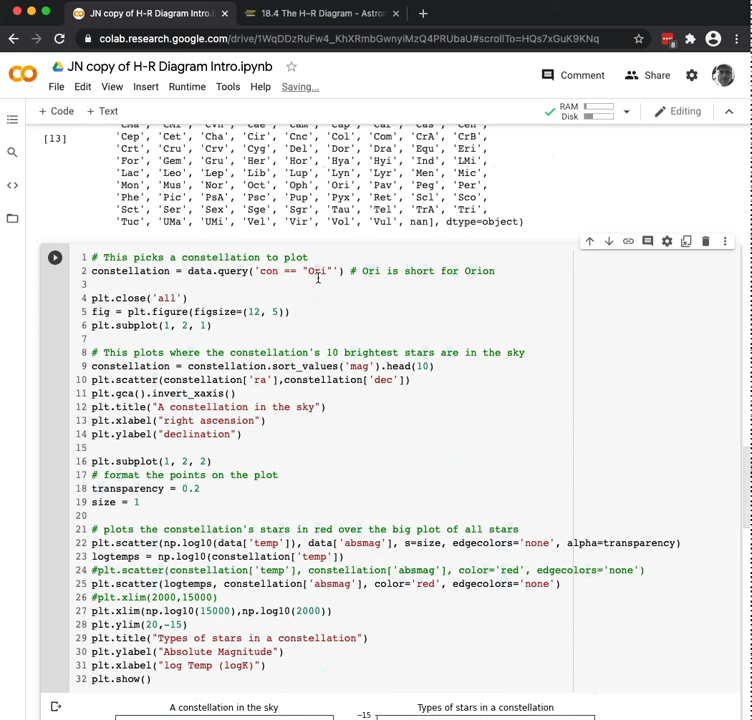 JN copy of H-R Diagram Intro.i
18.4 The H–R Diagram - Astron
colab.research.google.com/drive/1WqDDzRuFw4_KhXRmbGwnyiMzQ4PRUbaU#scrollTo=HQs7xGuK9KNq
JN copy of H-R Diagram Intro.ipynb
Comment
Share
File Edit View Insert Runtime Tools Help Saving...
+ Code + Text
RAM
Disk
Editing
[13]
'Cep', 'Cet', 'Cha', 'Cir', 'Cnc', 'Col', 'Com', 'CrA', 'CrB',
'Crt', 'Cru', 'Crv', 'Cyg', 'Del', 'Dor', 'Dra', 'Equ', 'Eri',
'For', 'Gem', 'Gru', 'Her', 'Hor', 'Hya', 'Hyi', 'Ind', 'LMi',
'Lac', 'Leo', 'Lep', 'Lib', 'Lup', 'Lyn', 'Lyr', 'Men', 'Mic',
'Mon', 'Mus', 'Nor', 'Oct', 'Oph', 'Ori', 'Pav', 'Peg', 'Per',
'Phe', 'Pic', 'PsA', 'Psc', 'Pup', 'Pyx', 'Ret', 'Scl', 'Sco',
'Sct', 'Ser', 'Sex', 'Sge', 'Sgr', 'Tau', 'Tel', 'TrA', 'Tri',
'Tuc', 'UMa', 'UMi', 'Vel', 'Vir', 'Vol', 'Vul', nan], dtype=object)
1 # This picks a constellation to plot
2 constellation = data.query('con == "Ori"') # Ori is short for Orion
3
4 plt.close('all')
5 fig = plt.figure(figsize=(12, 5))
6 plt.subplot(1, 2, 1)
7
8 # This plots where the constellation's 10 brightest stars are in the sky
9 constellation = constellation.sort_values('mag').head(10)
10 plt.scatter(constellation['ra'],constellation['dec'])
11 plt.gca().invert_xaxis()
12 plt.title("A constellation in the sky")
13 plt.xlabel("right ascension")
14 plt.ylabel("declination")
15
16 plt.subplot(1, 2, 2)
17 # format the points on the plot
18 transparency = 0.2
19 size = 1
20
21 # plots the constellation's stars in red over the big plot of all stars
22 plt.scatter(np.log10(data['temp']), data['absmag'], s=size, edgecolors='none', alpha=transparency)
23 logtemps = np.log10(constellation['temp'])
24 #plt.scatter(constellation['temp'], constellation['absmag'], color='red', edgecolors='none')
25 plt.scatter(logtemps, constellation['absmag'], color='red', edgecolors='none')
26 #plt.xlim(2000,15000)
27 plt.xlim(np.log10(15000),np.log10(2000))
28 plt.ylim(20,-15)
29 plt.title("Types of stars in a constellation")
30 plt.ylabel("Absolute Magnitude")
31 plt.xlabel("log Temp (logK)")
32 plt.show()
A constellation in the sky
Types of stars in a constellation
−15